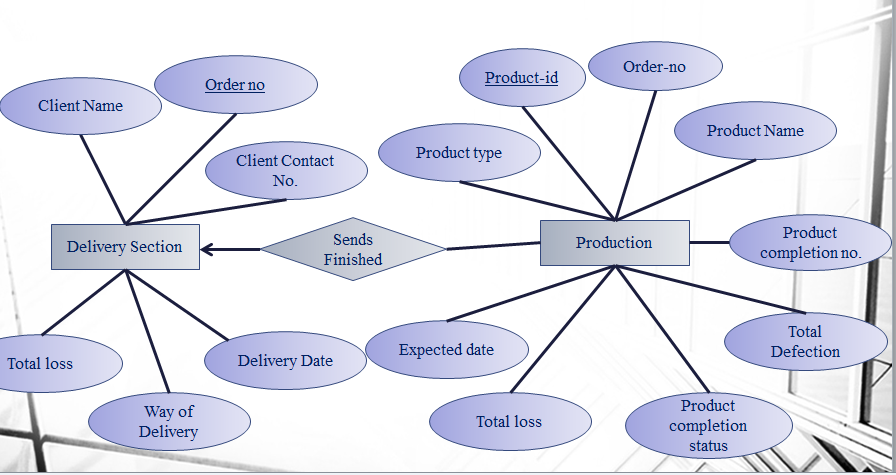 Client Name
Order no
Client Contact
No.
Product type
Product-id
Order-no
Product Name
Delivery Section
Sends
Finished
Production
Product
completion no.
Total loss
Way of
Delivery
Delivery Date
Expected date
Total loss
Product
completion
status
Total
Defection